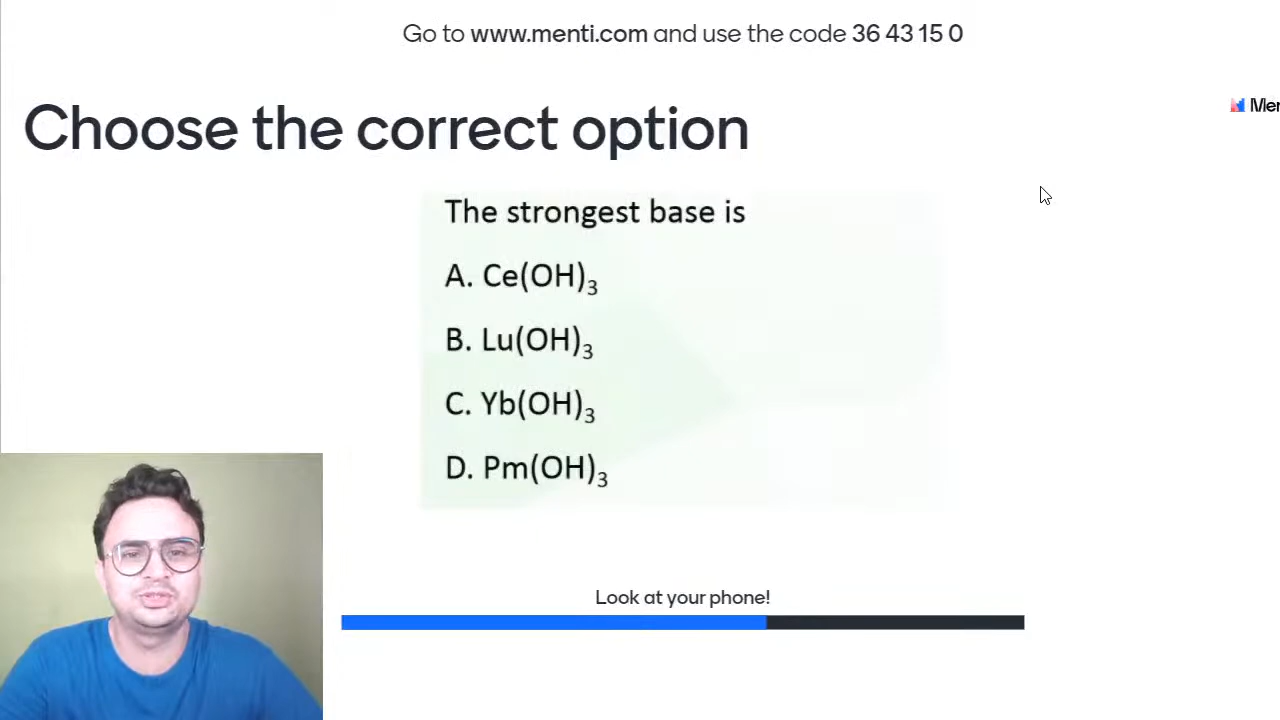 Go to www.menti.com and use the code 36 43 15 0
Choose the correct option
The strongest base is
A. Ce(OH)₃
B. Lu(OH)₃
C. Yb(OH)₃
D. Pm(OH)₃
Look at your phone!